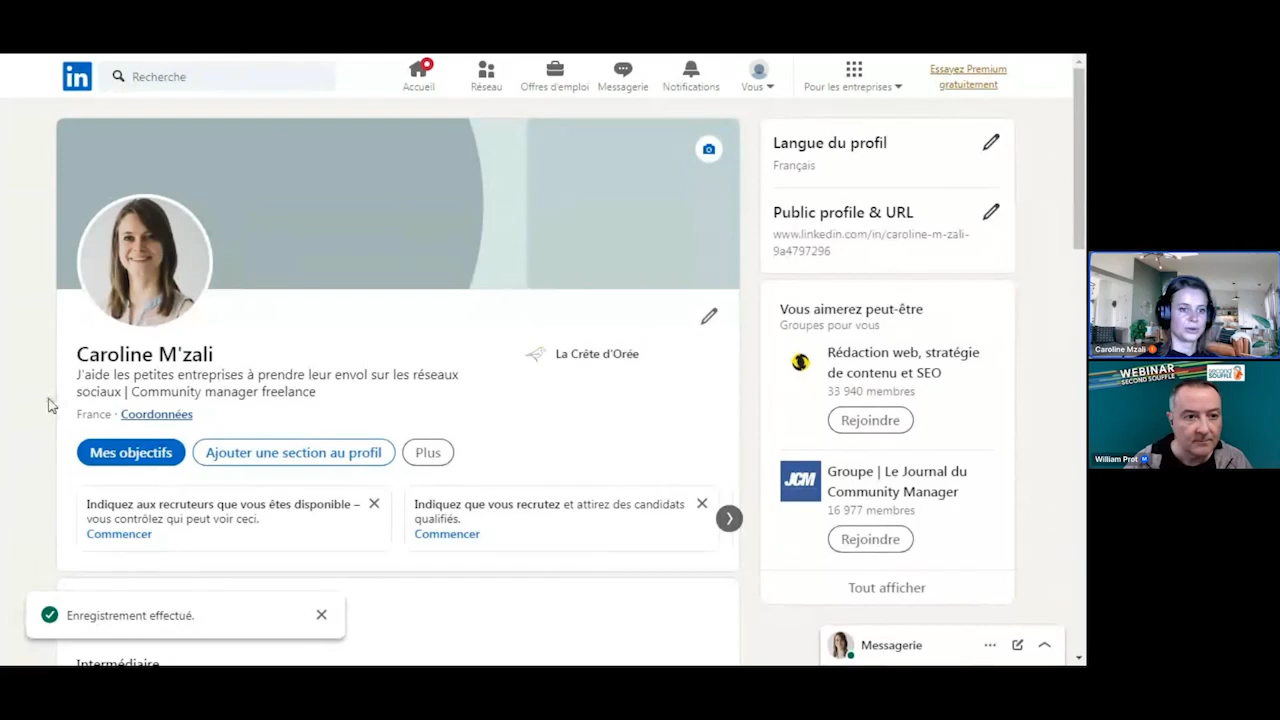 in
Recherche
Accueil
Réseau
Offres d'emploi
Messagerie
Notifications
Vous
Pour les entreprises
Essayez Premium
gratuitement
Caroline M'zali
J'aide les petites entreprises à prendre leur envol sur les réseaux
sociaux | Community manager freelance
France · Coordonnées
La Crête d'Orée
Mes objectifs
Ajouter une section au profil
Plus
Indiquez aux recruteurs que vous êtes disponible –
vous contrôlez qui peut voir ceci.
Commencer
Indiquez que vous recrutez et attirez des candidats
qualifiés.
Commencer
Enregistrement effectué.
Intermédiaire
Langue du profil
Français
Public profile & URL
www.linkedin.com/in/caroline-m-zali-
9a4797296
Vous aimerez peut-être
Groupes pour vous
Rédaction web, stratégie
de contenu et SEO
33 940 membres
Rejoindre
JCM
Groupe | Le Journal du
Community Manager
16 977 membres
Rejoindre
Tout afficher
Messagerie
Caroline Mzali
WEBINAR
SECOND SOUFFLE
William Prot